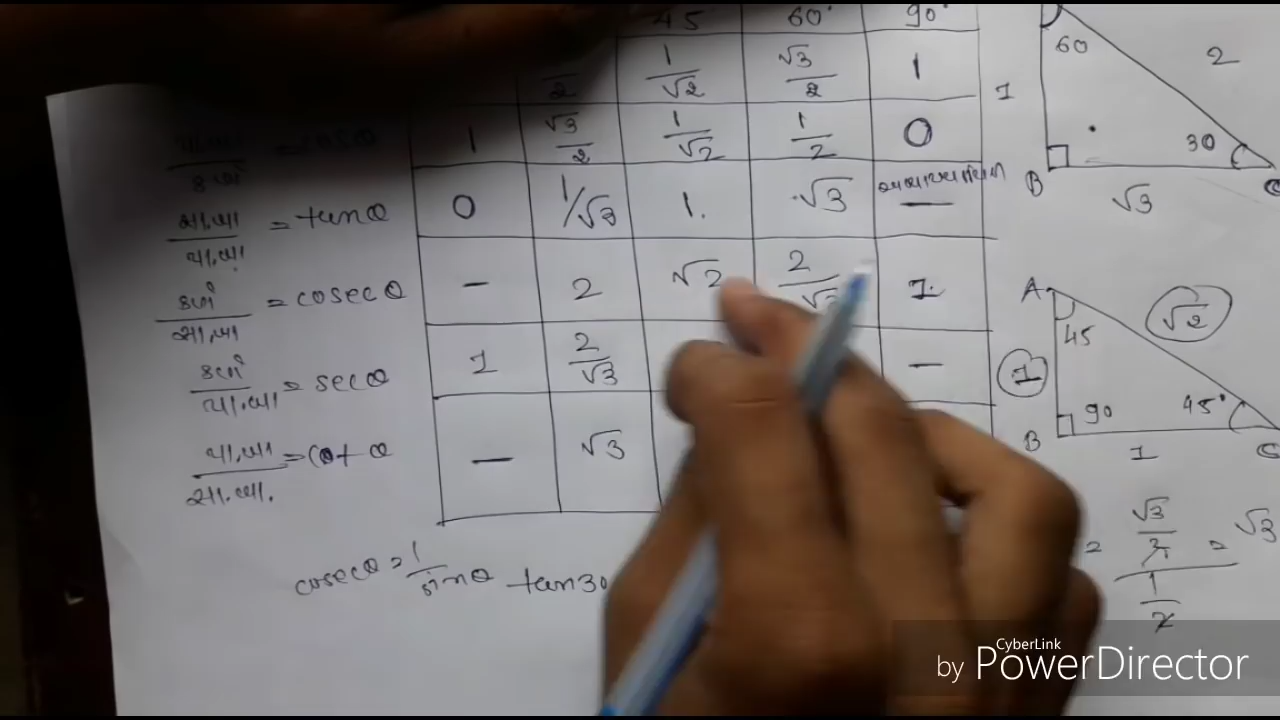 45° 60° 90°
2 1/√2 √3/2 1
1 √3/2 1/√2 1/2 0
સા.બા/પા.બા = tanθ 0 1/√3 1. √3 —
કર્ણ/સા.બા = cosecθ — 2 √2 2/√3 1
કર્ણ/પા.બા = secθ 1 2/√3 —
પા.બા/સા.બા. = cotθ — √3
cosecθ = 1/sinθ tan30
60 2
1
30
B √3 C
A √2
45
1
90 45°
B 1 C
= √3/2 = √3
1/2
CyberLink
by PowerDirector